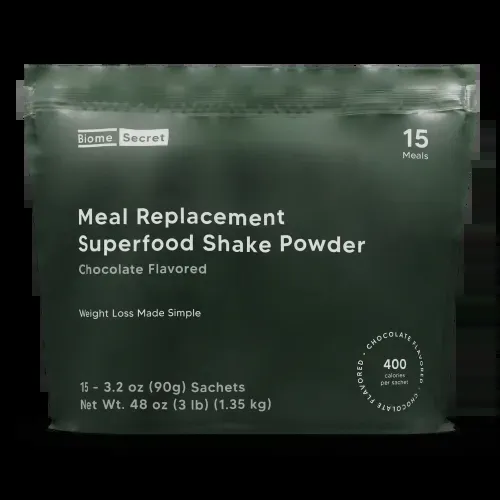 Biome Secret
15
Meals
Meal Replacement
Superfood Shake Powder
Chocolate Flavored
Weight Loss Made Simple
15 - 3.2 oz (90g) Sachets
Net Wt. 48 oz (3 lb) (1.35 kg)
400
calories
per sachet
CHOCOLATE FLAVORED • CHOCOLATE FLAVORED •